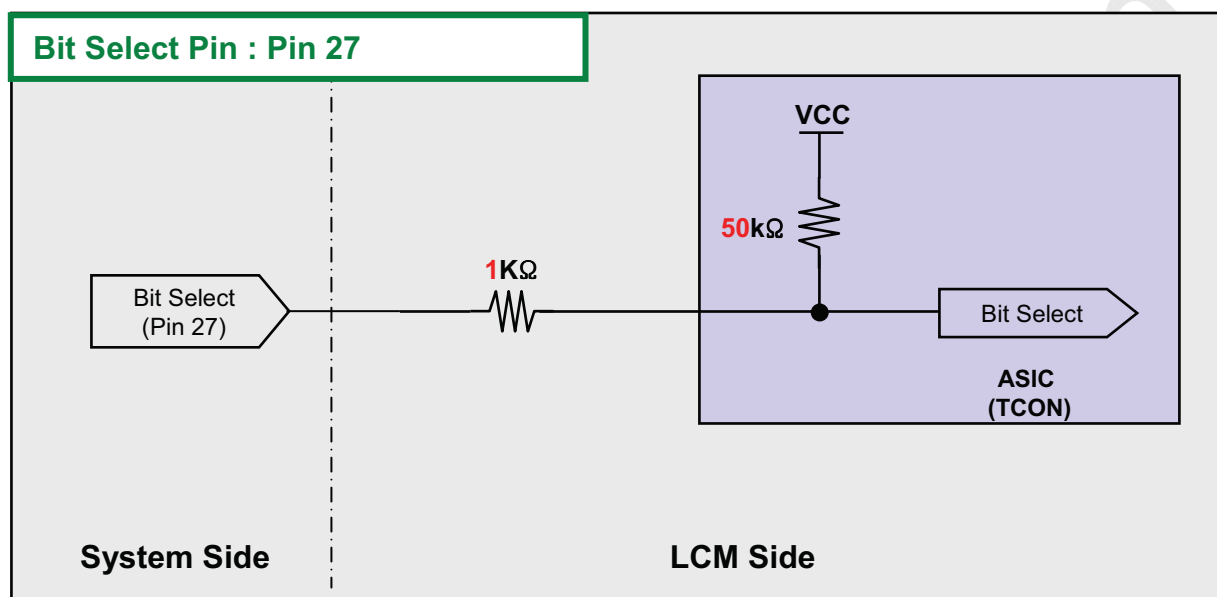 Bit Select Pin : Pin 27
VCC
50kΩ
1KΩ
Bit Select
(Pin 27)
Bit Select
ASIC
(TCON)
System Side
LCM Side